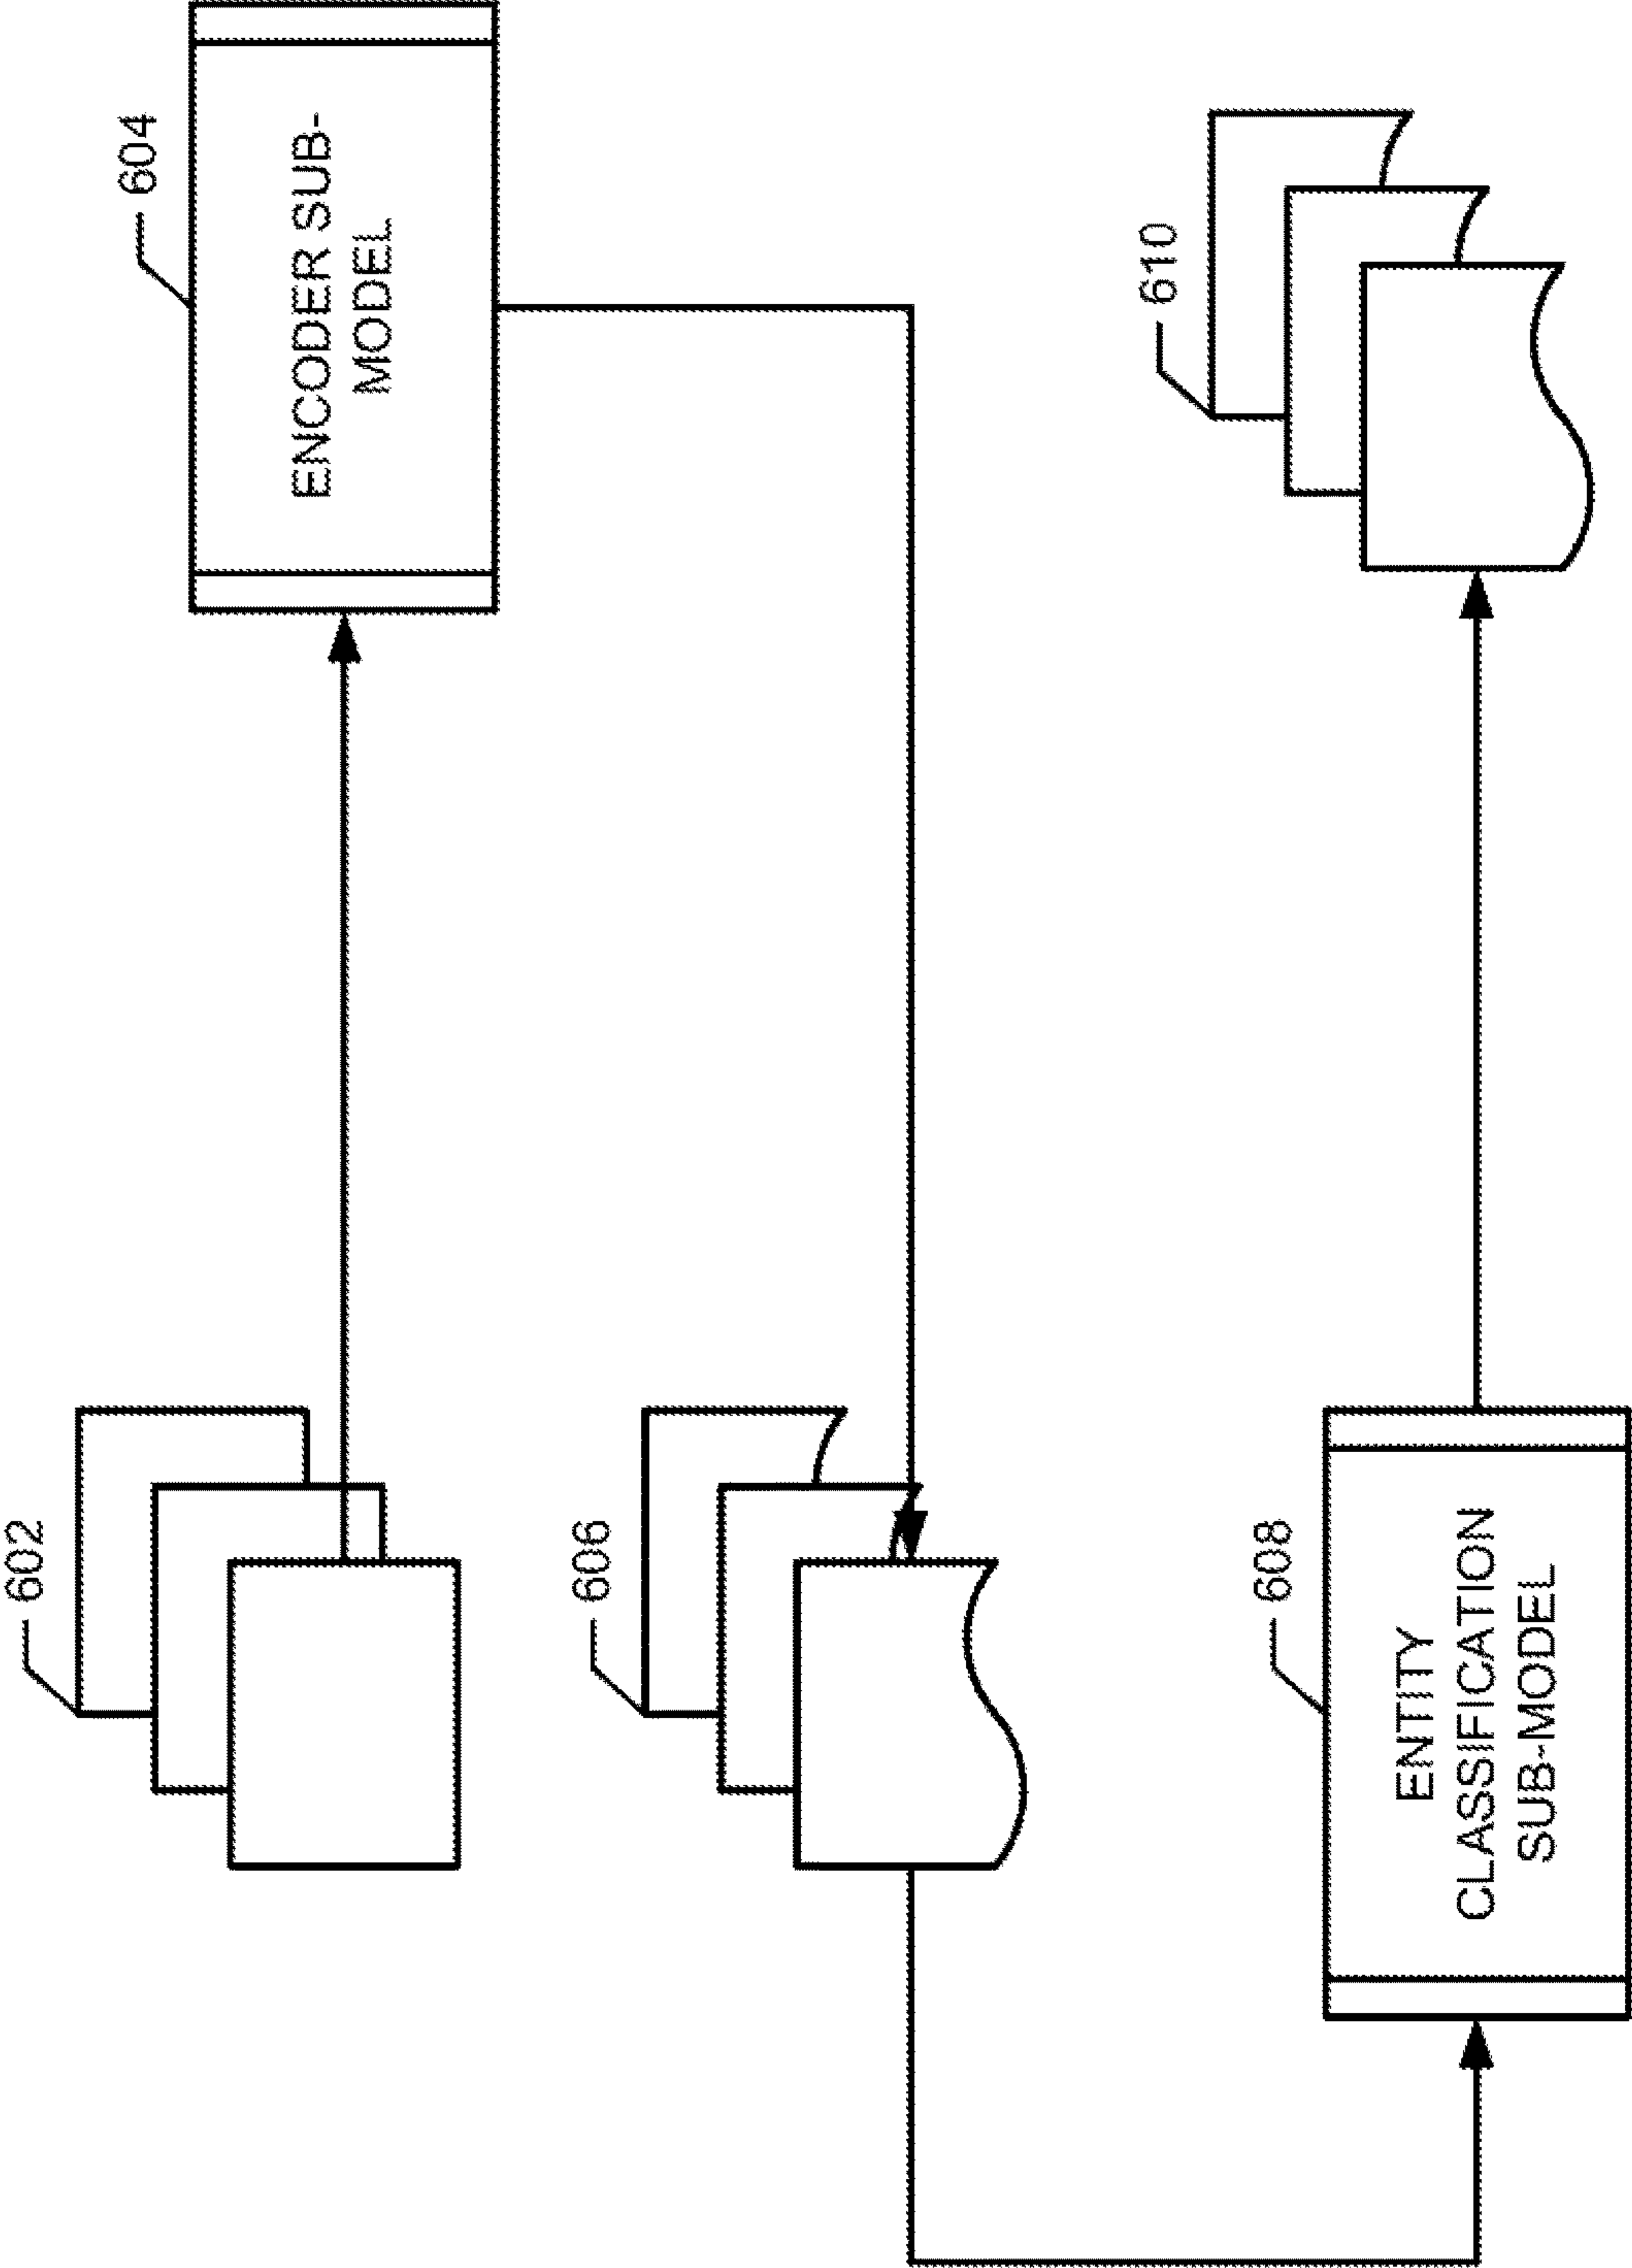 602
604
ENCODER SUB-
MODEL
606
608
ENTITY
CLASSIFICATION
SUB-MODEL
610